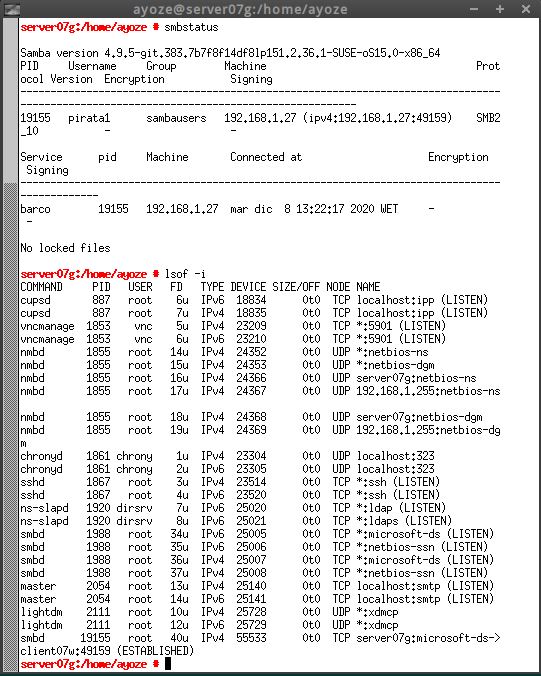 ayoze@server07g:/home/ayoze
server07g:/home/ayoze # smbstatus
Samba version 4.9.5-git.383.7b7f8f14df81p151.2.36.1-SUSE-oS15.0-x86_64
PID     Username     Group        Machine                                   Prot
ocol Version  Encryption           Signing
--------------------------------------------------------------------------------
--------------------------------------------------------
19155   pirata1      sambausers   192.168.1.27 (ipv4:192.168.1.27:49159)    SMB2
_10           -                    -
Service      pid     Machine       Connected at                     Encryption
 Signing
--------------------------------------------------------------------------------
-------------
barco        19155   192.168.1.27  mar dic  8 13:22:17 2020 WET     -
 -
No locked files
server07g:/home/ayoze # lsof -i
COMMAND     PID   USER   FD   TYPE DEVICE SIZE/OFF NODE NAME
cupsd       887   root    6u  IPv6  18834      0t0  TCP localhost:ipp (LISTEN)
cupsd       887   root    7u  IPv4  18835      0t0  TCP localhost:ipp (LISTEN)
vncmanage  1853    vnc    5u  IPv4  23209      0t0  TCP *:5901 (LISTEN)
vncmanage  1853    vnc    6u  IPv6  23210      0t0  TCP *:5901 (LISTEN)
nmbd       1855   root   14u  IPv4  24352      0t0  UDP *:netbios-ns
nmbd       1855   root   15u  IPv4  24353      0t0  UDP *:netbios-dgm
nmbd       1855   root   16u  IPv4  24366      0t0  UDP server07g:netbios-ns
nmbd       1855   root   17u  IPv4  24367      0t0  UDP 192.168.1.255:netbios-ns
nmbd       1855   root   18u  IPv4  24368      0t0  UDP server07g:netbios-dgm
nmbd       1855   root   19u  IPv4  24369      0t0  UDP 192.168.1.255:netbios-dg
m
chronyd    1861 chrony    1u  IPv4  23304      0t0  UDP localhost:323
chronyd    1861 chrony    2u  IPv6  23305      0t0  UDP localhost:323
sshd       1867   root    3u  IPv4  23514      0t0  TCP *:ssh (LISTEN)
sshd       1867   root    4u  IPv6  23520      0t0  TCP *:ssh (LISTEN)
ns-slapd   1920 dirsrv    7u  IPv6  25020      0t0  TCP *:ldap (LISTEN)
ns-slapd   1920 dirsrv    8u  IPv6  25021      0t0  TCP *:ldaps (LISTEN)
smbd       1988   root   34u  IPv6  25005      0t0  TCP *:microsoft-ds (LISTEN)
smbd       1988   root   35u  IPv6  25006      0t0  TCP *:netbios-ssn (LISTEN)
smbd       1988   root   36u  IPv4  25007      0t0  TCP *:microsoft-ds (LISTEN)
smbd       1988   root   37u  IPv4  25008      0t0  TCP *:netbios-ssn (LISTEN)
master     2054   root   13u  IPv4  25140      0t0  TCP localhost:smtp (LISTEN)
master     2054   root   14u  IPv6  25141      0t0  TCP localhost:smtp (LISTEN)
lightdm    2111   root   10u  IPv4  25728      0t0  UDP *:xdmcp
lightdm    2111   root   12u  IPv6  25729      0t0  UDP *:xdmcp
smbd      19155   root   40u  IPv4  55533      0t0  TCP server07g:microsoft-ds->
client07w:49159 (ESTABLISHED)
server07g:/home/ayoze #